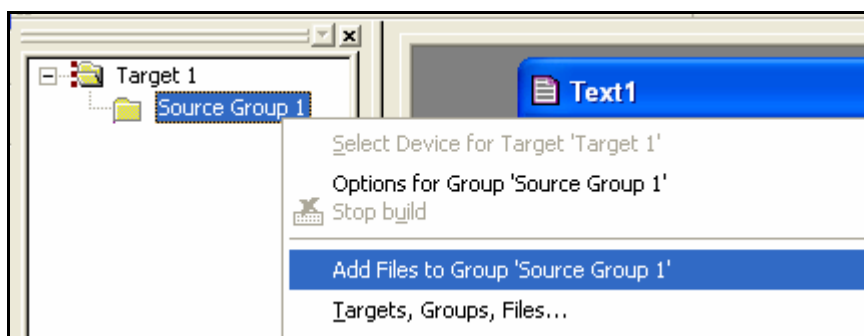 Target 1
Source Group 1
Text1
Select Device for Target 'Target 1'
Options for Group 'Source Group 1'
Stop build
Add Files to Group 'Source Group 1'
Targets, Groups, Files...